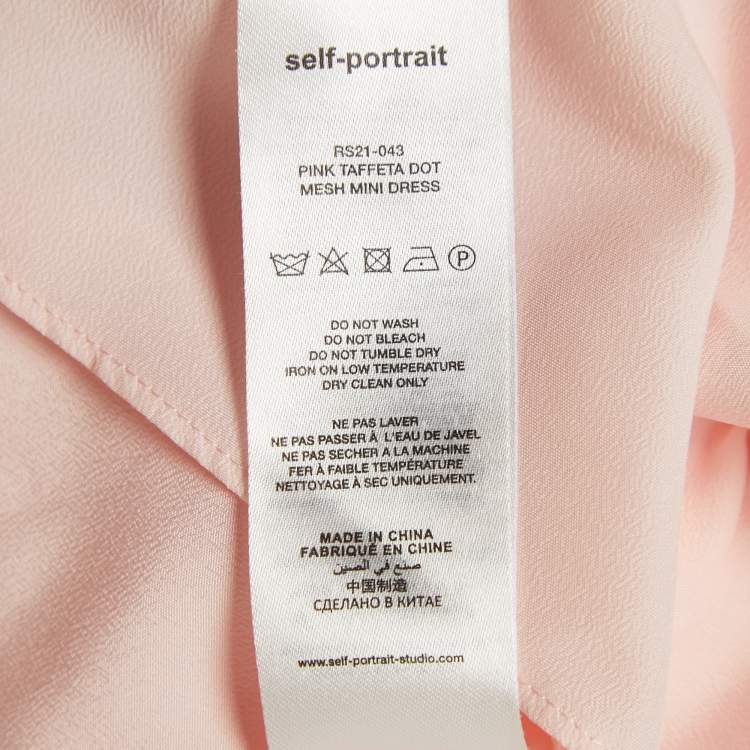 self-portrait
RS21-043
PINK TAFFETA DOT
MESH MINI DRESS
P
DO NOT WASH
DO NOT BLEACH
DO NOT TUMBLE DRY
IRON ON LOW TEMPERATURE
DRY CLEAN ONLY
NE PAS LAVER
NE PAS PASSER À L'EAU DE JAVEL
NE PAS SECHER A LA MACHINE
FER À FAIBLE TEMPÉRATURE
NETTOYAGE À SEC UNIQUEMENT.
MADE IN CHINA
FABRIQUÉ EN CHINE
صنع في الصين
中国制造
СДЕЛАНО В КИТАЕ
www.self-portrait-studio.com